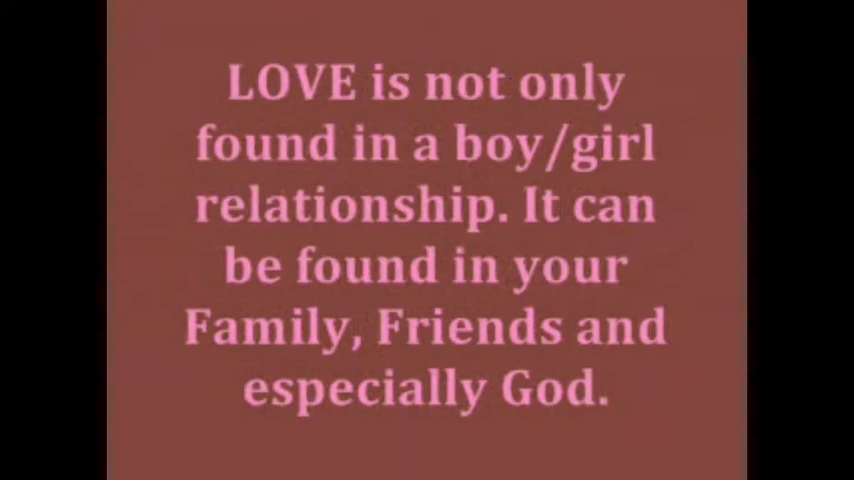 LOVE is not only
found in a boy/girl
relationship. It can
be found in your
Family, Friends and
especially God.